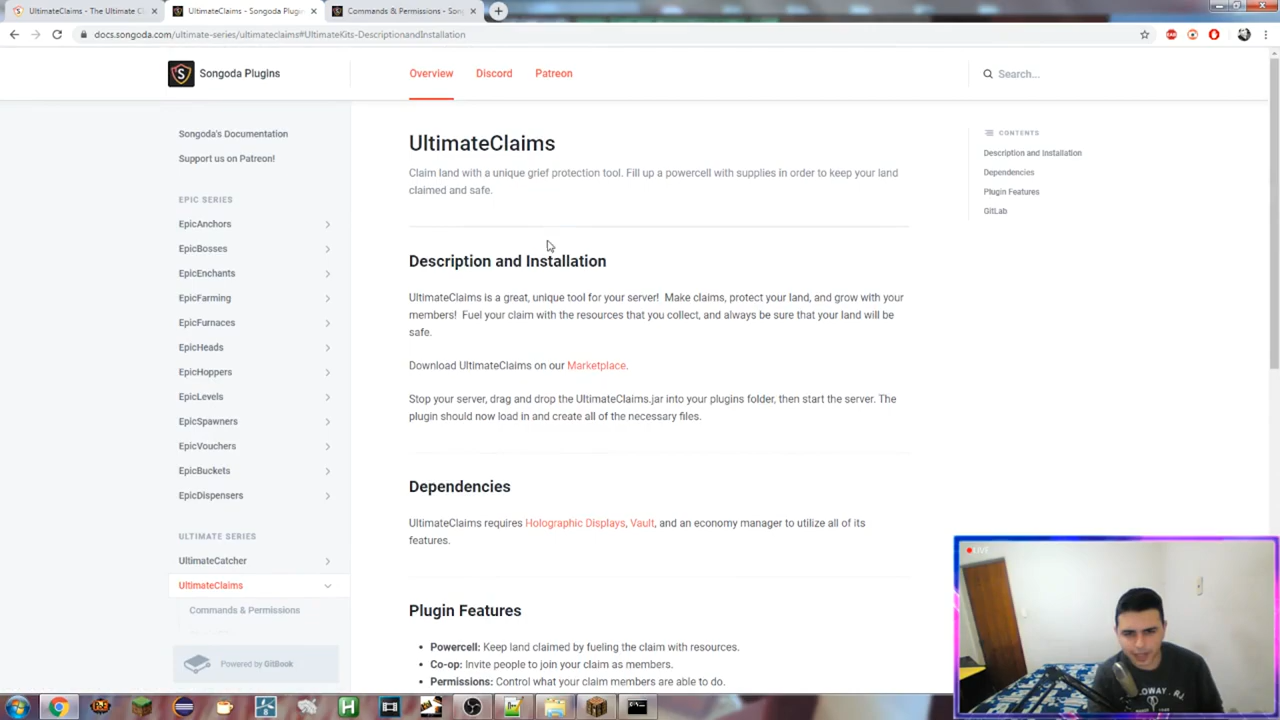 UltimateClaims - The Ultimate C
UltimateClaims - Songoda Plugin
Commands & Permissions - Song
docs.songoda.com/ultimate-series/ultimateclaims#UltimateKits-DescriptionandInstallation
Songoda Plugins
Overview
Discord
Patreon
Search...
Songoda's Documentation
Support us on Patreon!
EPIC SERIES
EpicAnchors
EpicBosses
EpicEnchants
EpicFarming
EpicFurnaces
EpicHeads
EpicHoppers
EpicLevels
EpicSpawners
EpicVouchers
EpicBuckets
EpicDispensers
ULTIMATE SERIES
UltimateCatcher
UltimateClaims
Commands & Permissions
Powered by GitBook
UltimateClaims
Claim land with a unique grief protection tool. Fill up a powercell with supplies in order to keep your land
claimed and safe.
Description and Installation
UltimateClaims is a great, unique tool for your server! Make claims, protect your land, and grow with your
members! Fuel your claim with the resources that you collect, and always be sure that your land will be
safe.
Download UltimateClaims on our Marketplace.
Stop your server, drag and drop the UltimateClaims.jar into your plugins folder, then start the server. The
plugin should now load in and create all of the necessary files.
Dependencies
UltimateClaims requires Holographic Displays, Vault, and an economy manager to utilize all of its
features.
Plugin Features
• Powercell: Keep land claimed by fueling the claim with resources.
• Co-op: Invite people to join your claim as members.
• Permissions: Control what your claim members are able to do.
CONTENTS
Description and Installation
Dependencies
Plugin Features
GitLab
LIVE